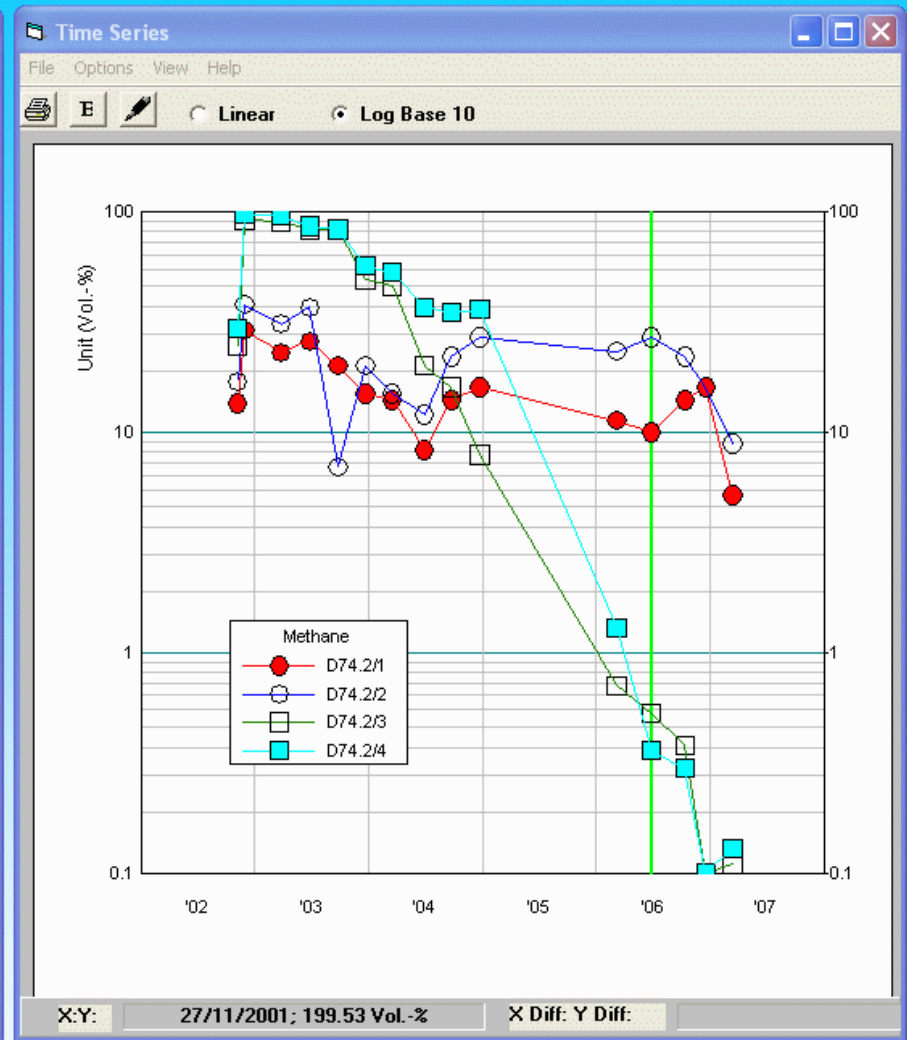 Time Series
File Options View Help
E Linear Log Base 10
100 100
Unit (Vol.-%)
10 10
1 1
Methane
D74.2/1
D74.2/2
D74.2/3
D74.2/4
0.1 0.1
'02 '03 '04 '05 '06 '07
X:Y: 27/11/2001; 199.53 Vol.-% X Diff: Y Diff: